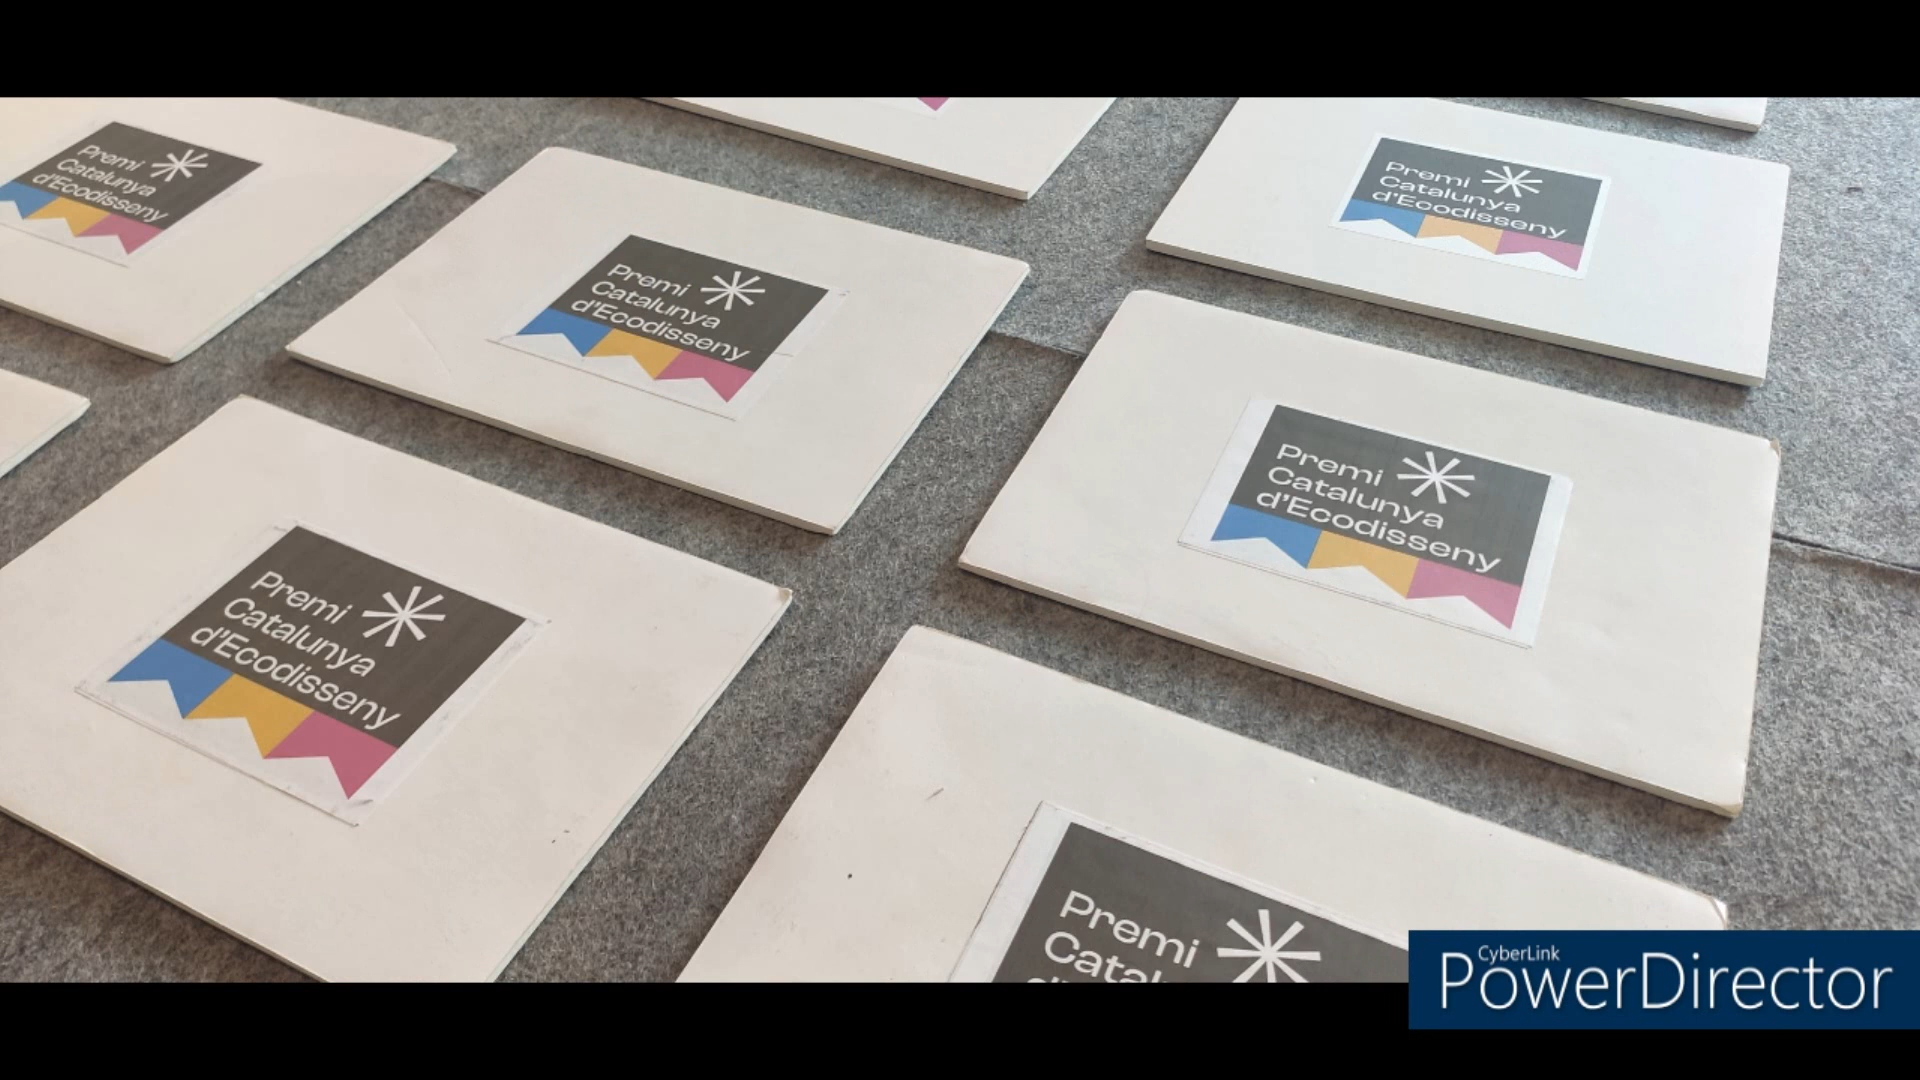 Premi
Catalunya
d'Ecodisseny
Premi
Catalunya
d'Ecodisseny
Premi
Catalunya
d'Ecodisseny
Premi
Catalunya
d'Ecodisseny
Premi
Catalunya
d'Ecodisseny
Premi
CyberLink
PowerDirector